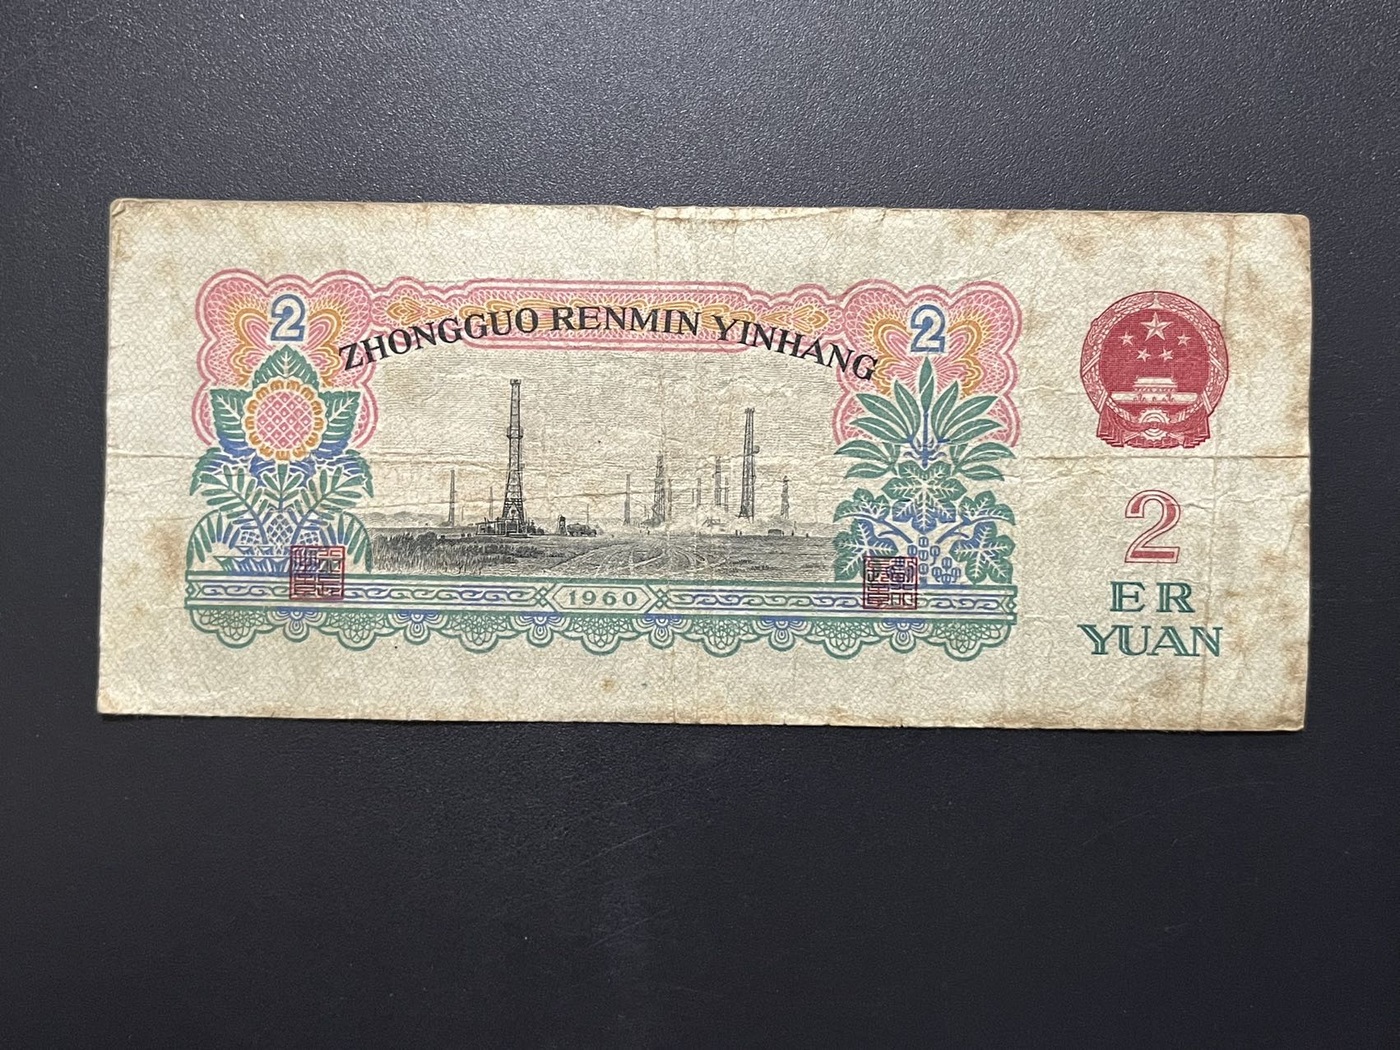 2
2
ZHONGGUO RENMIN YINHANG
1960
2
ER
YUAN